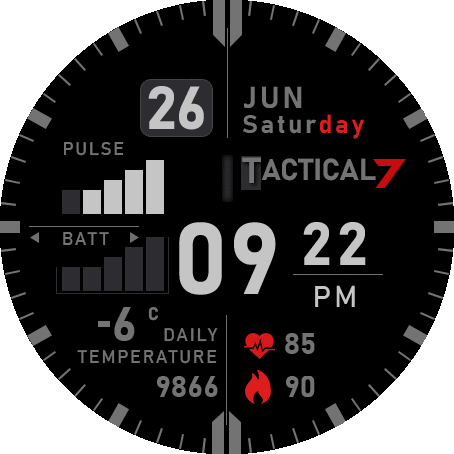 26
JUN
Saturday
PULSE
TACTICAL7
BATT
09
22
PM
-6 C
DAILY
TEMPERATURE
9866
85
90